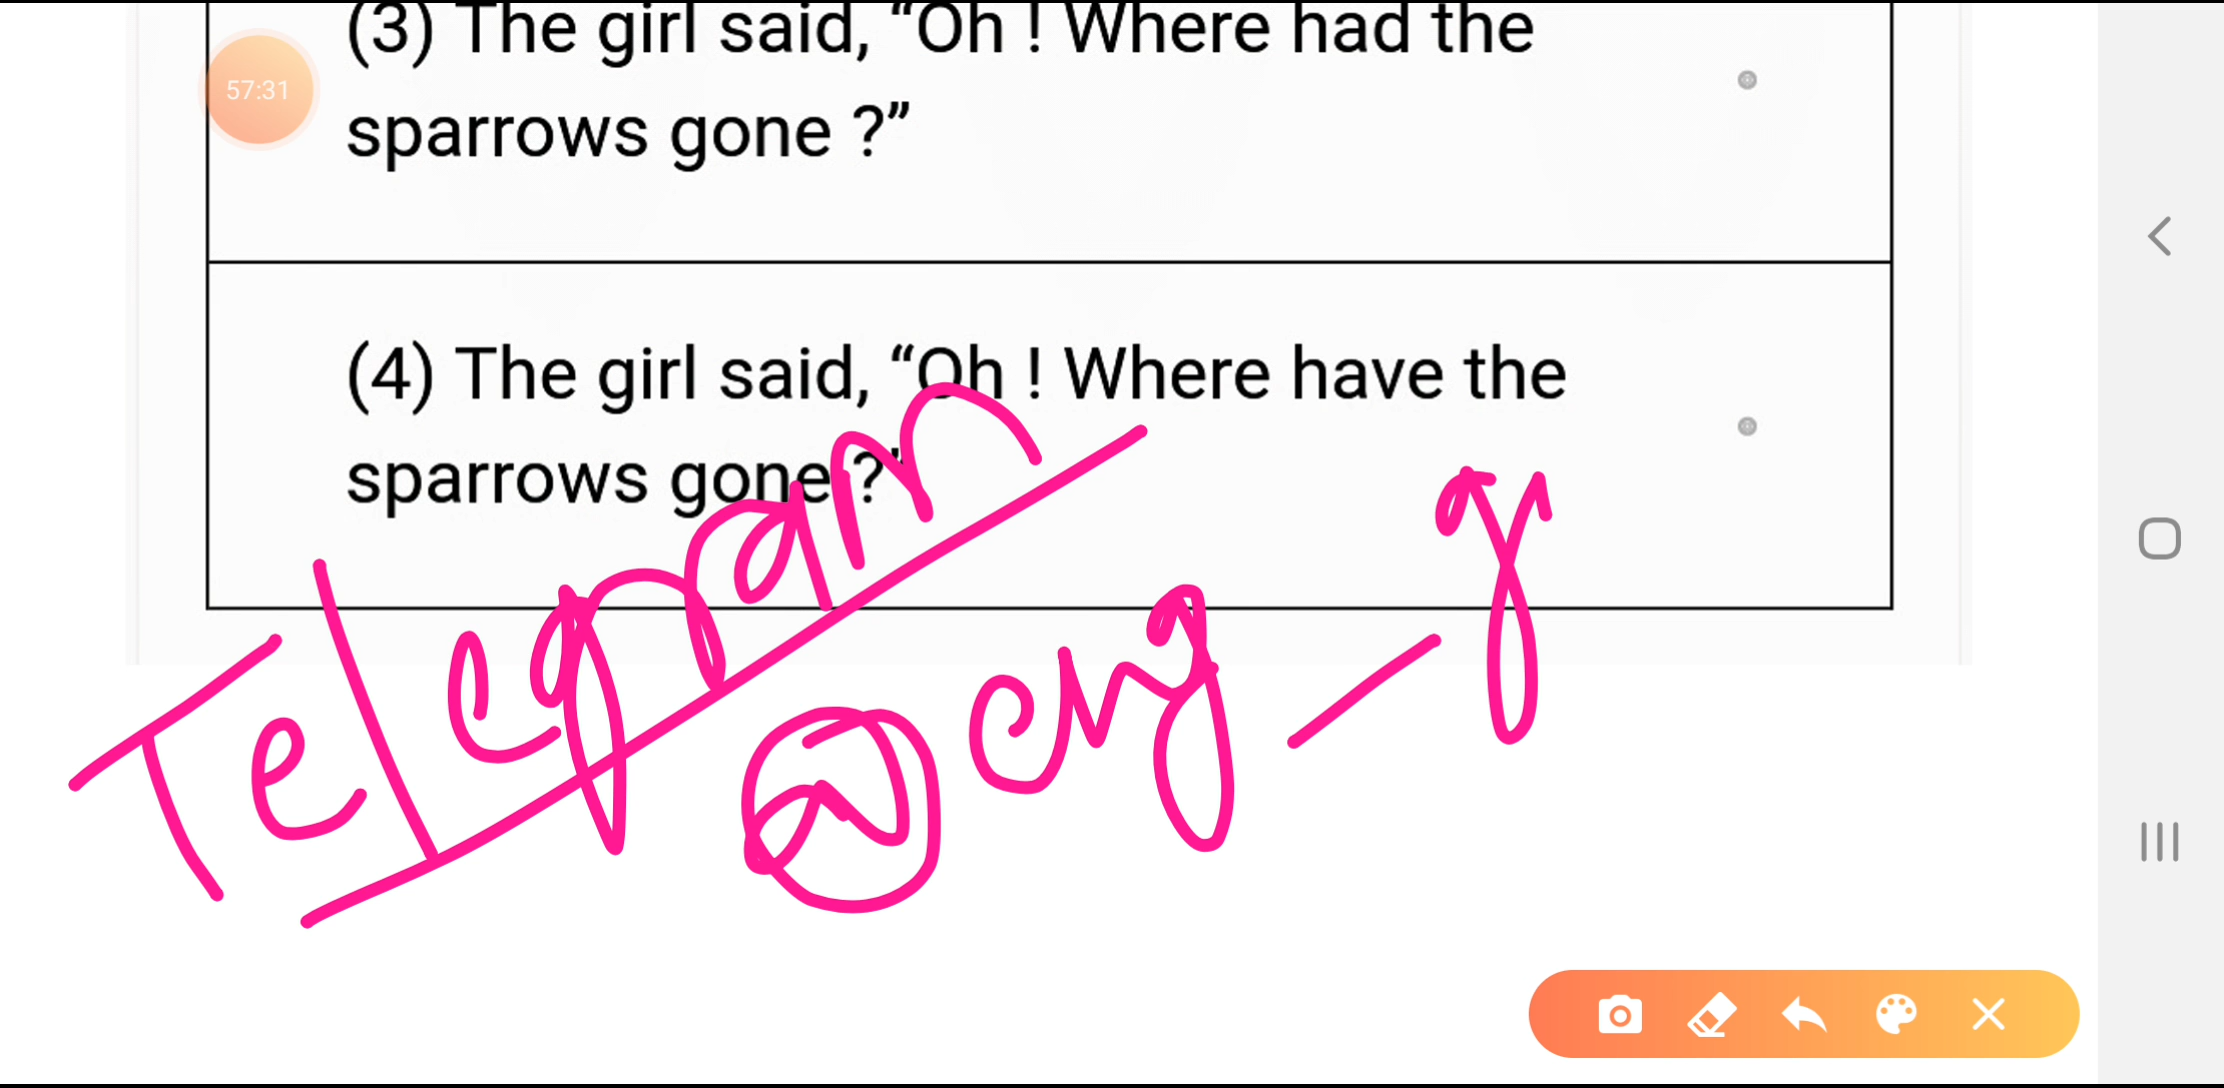 (3) The girl said, “Oh ! Where had the
57:31
sparrows gone ?”
(4) The girl said, “Oh ! Where have the
sparrows gone ?"
Telegram